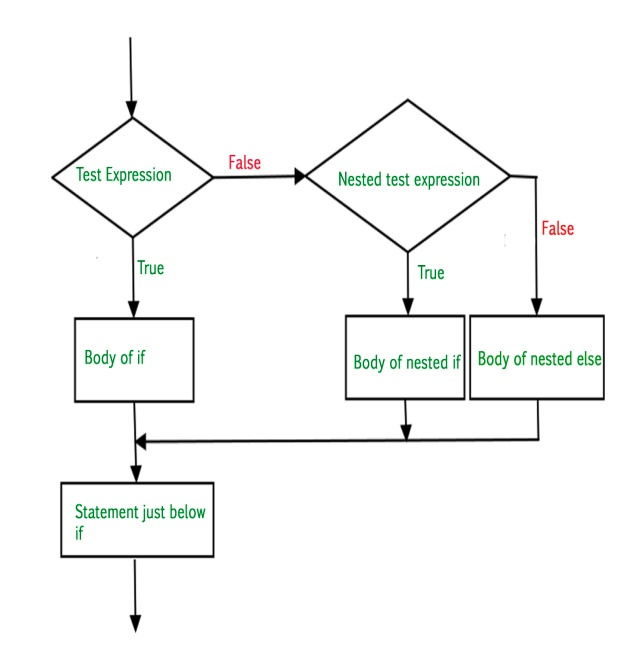 Test Expression
False
Nested test expression
False
True
True
Body of if
Body of nested if
Body of nested else
Statement just below
if